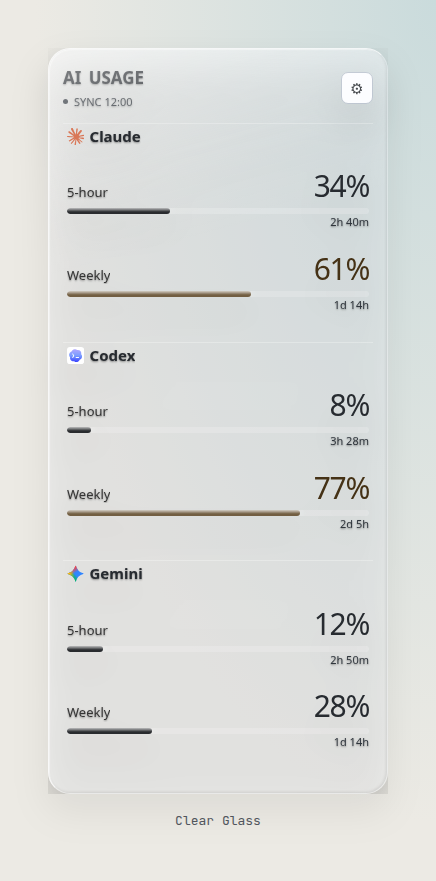 AI USAGE
SYNC 12:00
Claude
5-hour 34%
2h 40m
Weekly 61%
1d 14h
Codex
5-hour 8%
3h 28m
Weekly 77%
2d 5h
Gemini
5-hour 12%
2h 50m
Weekly 28%
1d 14h
Clear Glass